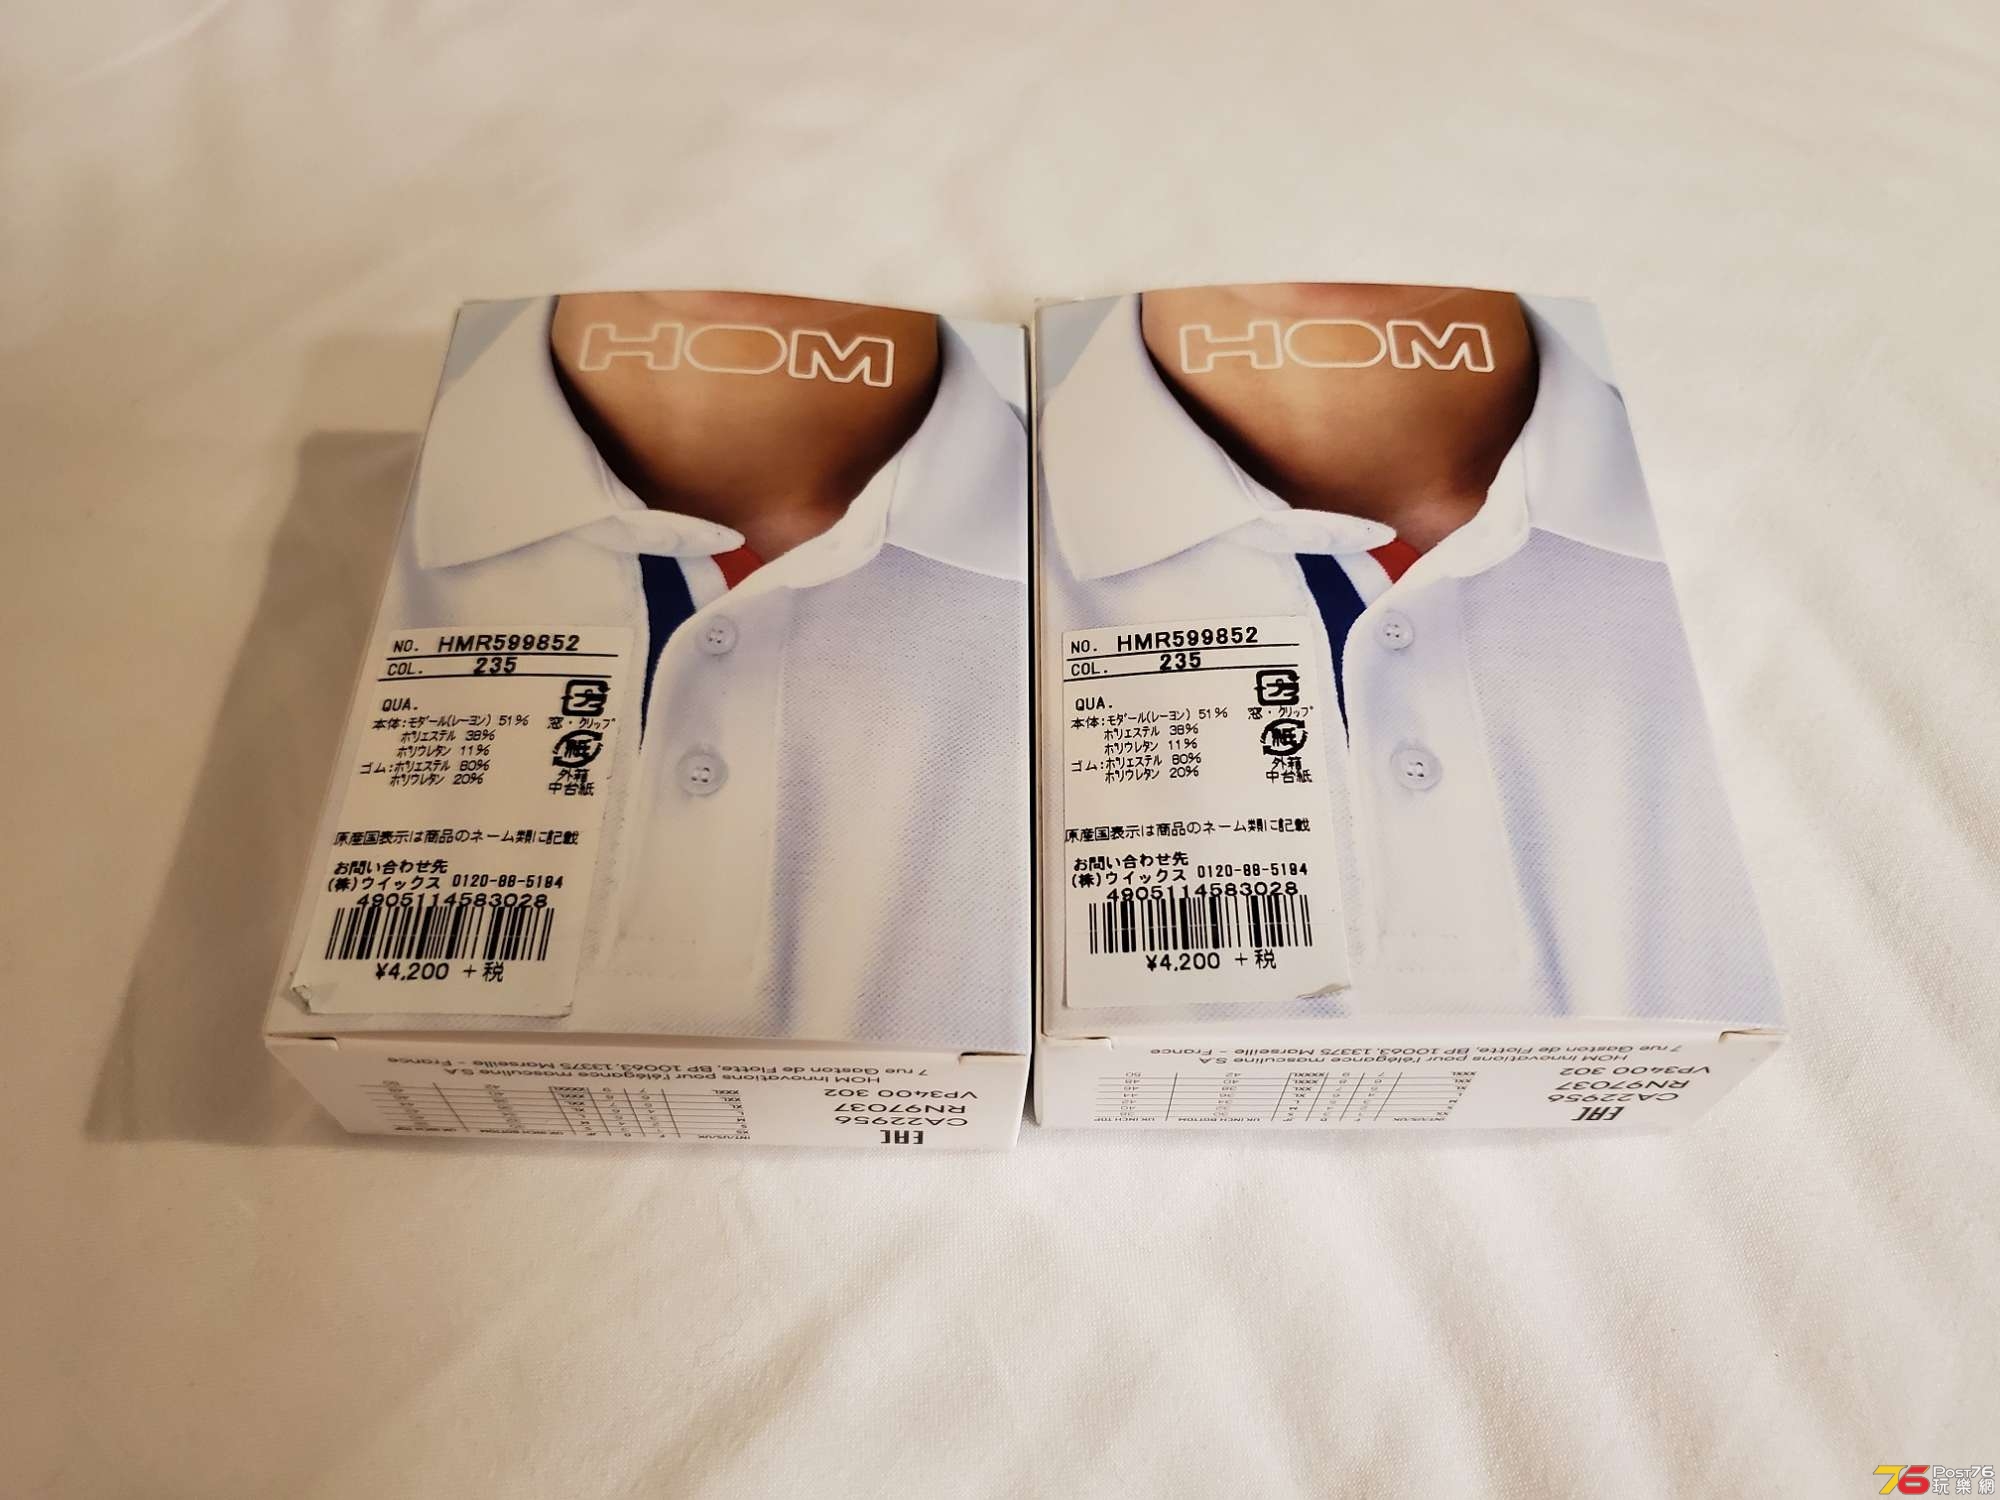 HOM
NO. HMR599852
COL. 235
QUA.
本体:モダール(レーヨン) 51%
ポリエステル 38%
ポリウレタン 11%
ゴム:ポリエステル 80%
ポリウレタン 20%
プラ
窓・クリップ
紙
外箱
中台紙
原産国表示は商品のネーム類に記載
お問い合わせ先
(株)ウイックス 0120-88-5184
4905114583028
¥4,200 +税
EAC
CA22956
RN97037
VP3400 302
HOM Innovations pour l'élégance masculine S.A
7 rue Gaston de Flotte, BP 10063, 13375 Marseille - France
HOM
NO. HMR599852
COL. 235
QUA.
本体:モダール(レーヨン) 51%
ポリエステル 38%
ポリウレタン 11%
ゴム:ポリエステル 80%
ポリウレタン 20%
プラ
窓・クリップ
紙
外箱
中台紙
原産国表示は商品のネーム類に記載
お問い合わせ先
(株)ウイックス 0120-88-5184
4905114583028
¥4,200 +税
EAC
CA22956
RN97037
VP3400 302
HOM Innovations pour l'élégance masculine S.A
7 rue Gaston de Flotte, BP 10063, 13375 Marseille - France
76 Post76
玩樂網